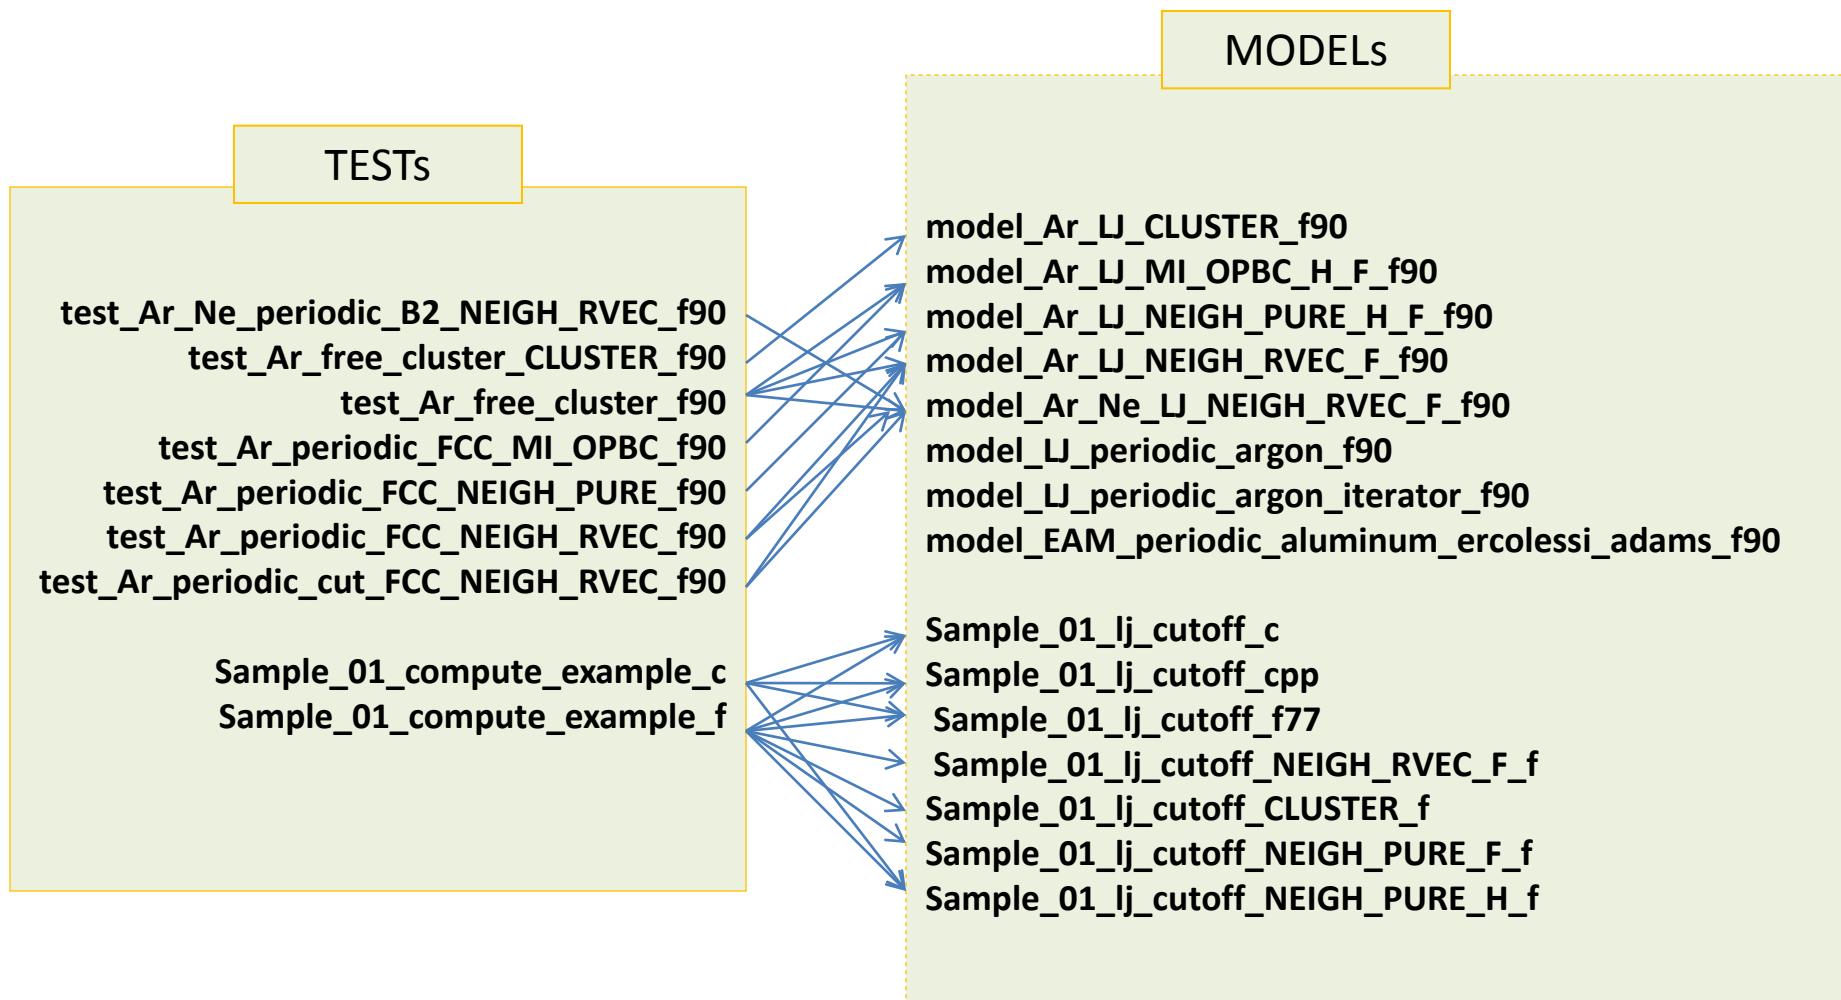 MODELs
TESTs
test_Ar_Ne_periodic_B2_NEIGH_RVEC_f90
test_Ar_free_cluster_CLUSTER_f90
test_Ar_free_cluster_f90
test_Ar_periodic_FCC_MI_OPBC_f90
test_Ar_periodic_FCC_NEIGH_PURE_f90
test_Ar_periodic_FCC_NEIGH_RVEC_f90
test_Ar_periodic_cut_FCC_NEIGH_RVEC_f90
Sample_01_compute_example_c
Sample_01_compute_example_f
model_Ar_LJ_CLUSTER_f90
model_Ar_LJ_MI_OPBC_H_F_f90
model_Ar_LJ_NEIGH_PURE_H_F_f90
model_Ar_LJ_NEIGH_RVEC_F_f90
model_Ar_Ne_LJ_NEIGH_RVEC_F_f90
model_LJ_periodic_argon_f90
model_LJ_periodic_argon_iterator_f90
model_EAM_periodic_aluminum_ercolessi_adams_f90
Sample_01_lj_cutoff_c
Sample_01_lj_cutoff_cpp
Sample_01_lj_cutoff_f77
Sample_01_lj_cutoff_NEIGH_RVEC_F_f
Sample_01_lj_cutoff_CLUSTER_f
Sample_01_lj_cutoff_NEIGH_PURE_F_f
Sample_01_lj_cutoff_NEIGH_PURE_H_f